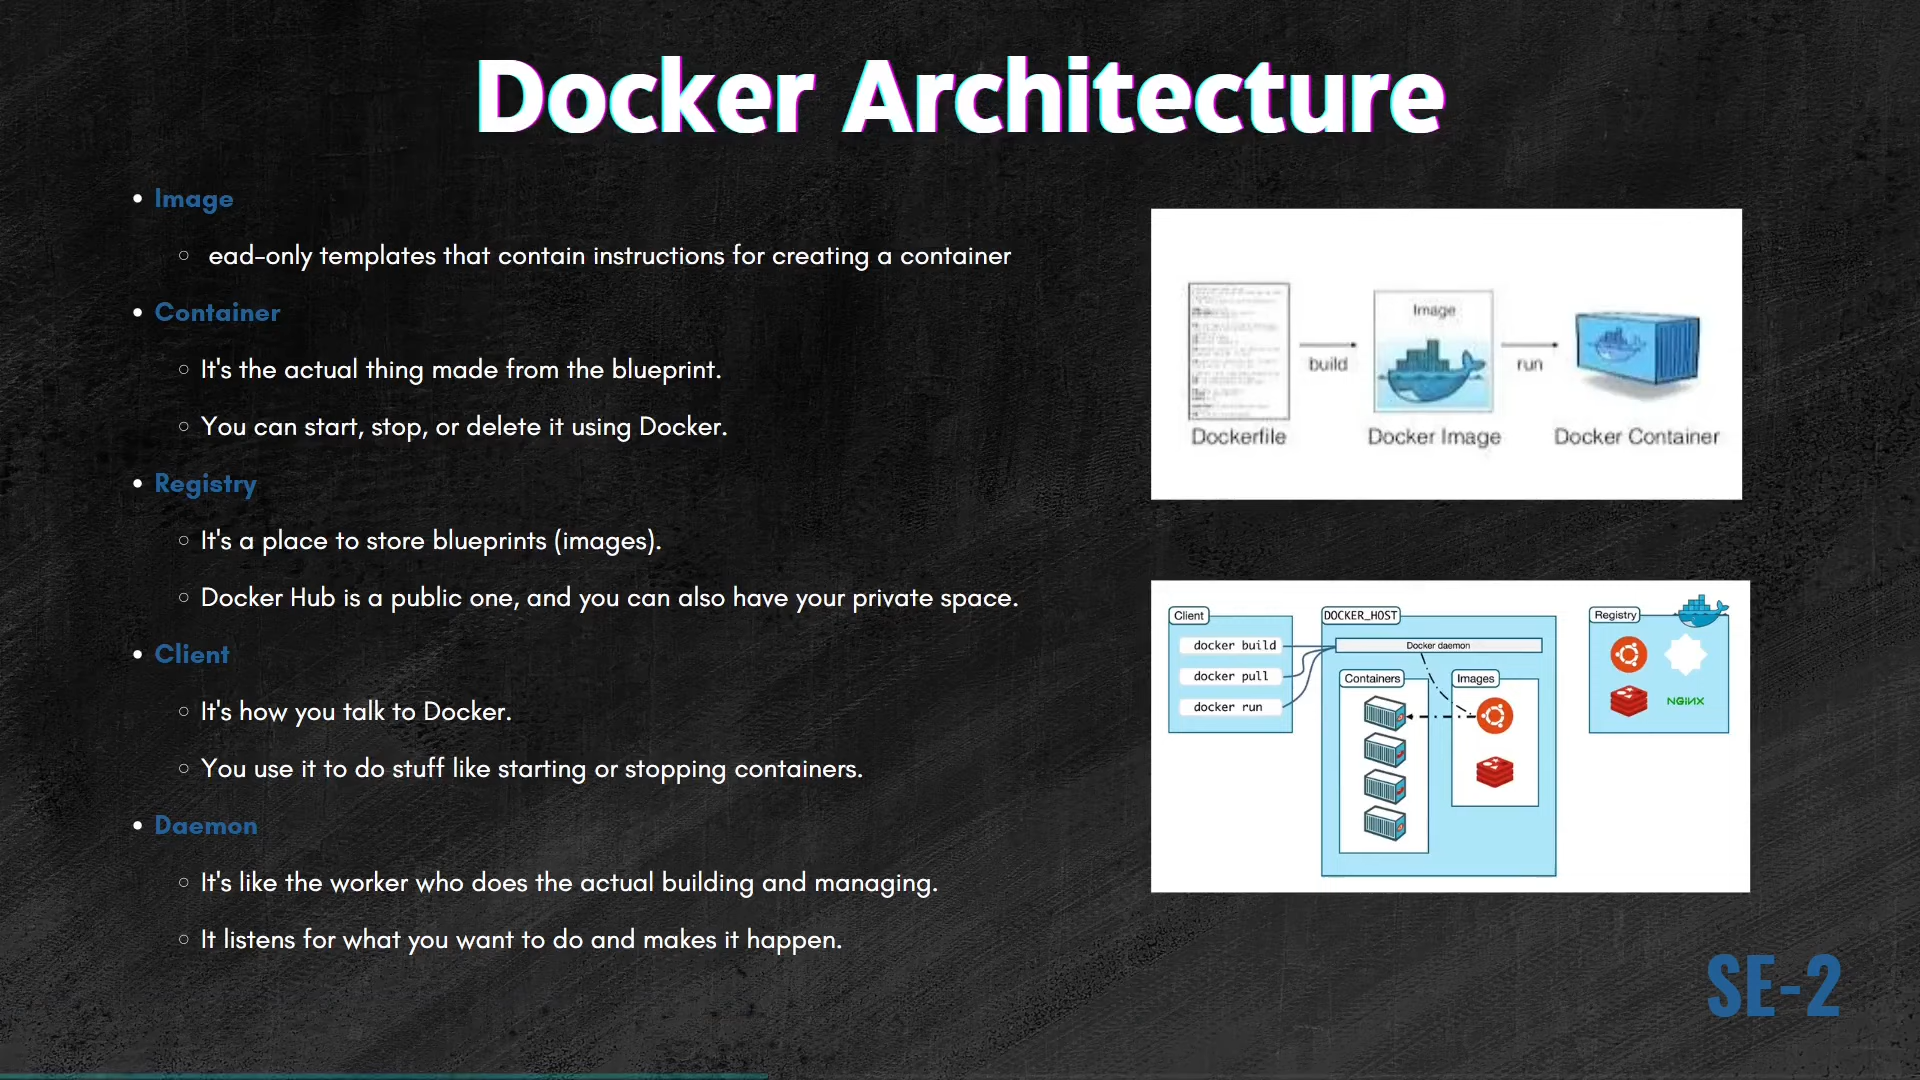 Docker Architecture
Image
ead-only templates that contain instructions for creating a container
Container
It's the actual thing made from the blueprint.
You can start, stop, or delete it using Docker.
Registry
It's a place to store blueprints (images).
Docker Hub is a public one, and you can also have your private space.
Client
It's how you talk to Docker.
You use it to do stuff like starting or stopping containers.
Daemon
It's like the worker who does the actual building and managing.
It listens for what you want to do and makes it happen.
Image
build
run
Dockerfile
Docker Image
Docker Container
Client
docker build
docker pull
docker run
DOCKER_HOST
Docker daemon
Containers
Images
Registry
NGINX
SE-2